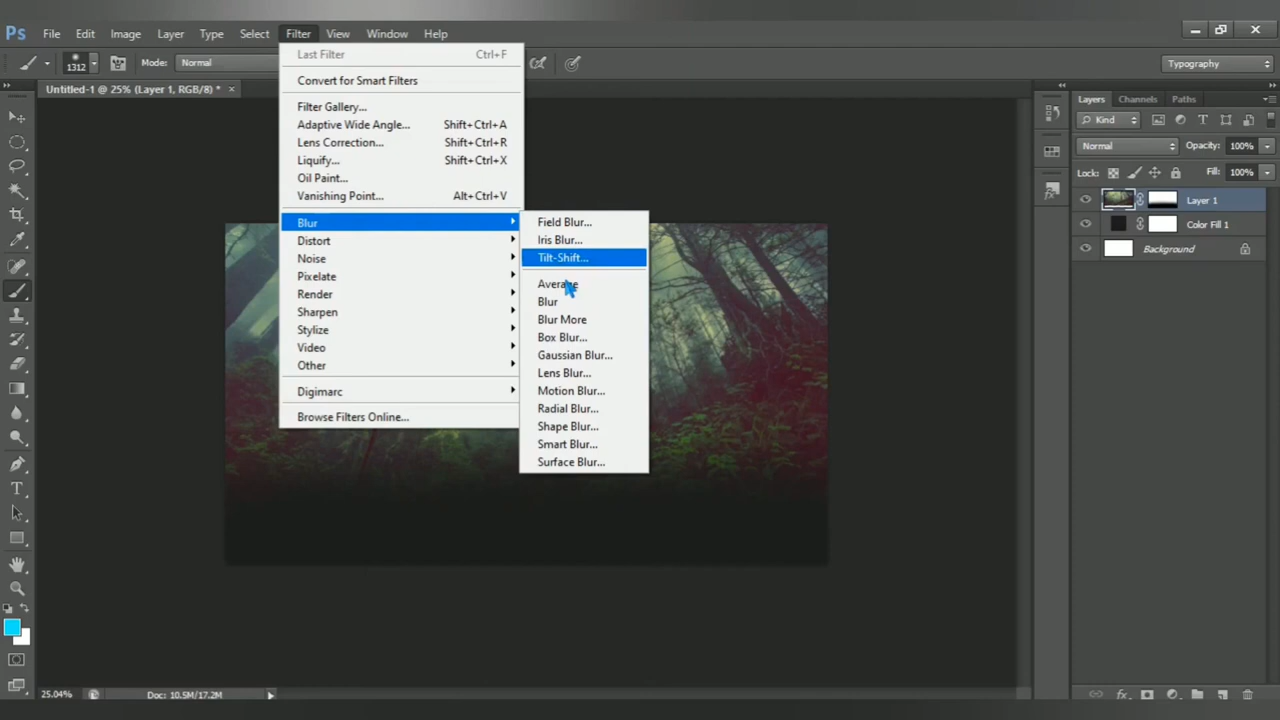 Ps File Edit Image Layer Type Select Filter View Window Help
1312 Mode: Normal Typography
Untitled-1 @ 25% (Layer 1, RGB/8) * ×
Last Filter Ctrl+F
Convert for Smart Filters
Filter Gallery...
Adaptive Wide Angle... Shift+Ctrl+A
Lens Correction... Shift+Ctrl+R
Liquify... Shift+Ctrl+X
Oil Paint...
Vanishing Point... Alt+Ctrl+V
Blur
Distort
Noise
Pixelate
Render
Sharpen
Stylize
Video
Other
Digimarc
Browse Filters Online...
Field Blur...
Iris Blur...
Tilt-Shift...
Average
Blur
Blur More
Box Blur...
Gaussian Blur...
Lens Blur...
Motion Blur...
Radial Blur...
Shape Blur...
Smart Blur...
Surface Blur...
Layers Channels Paths
Kind
Normal Opacity: 100%
Lock: Fill: 100%
Layer 1
Color Fill 1
Background
25.04% Doc: 10.5M/17.2M